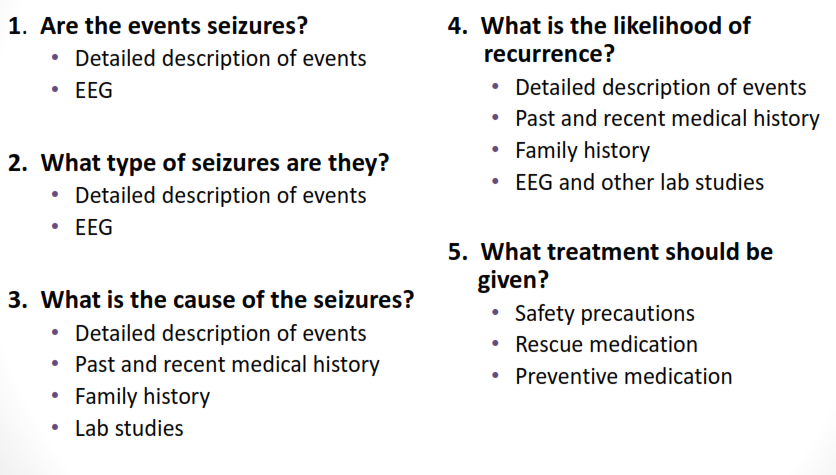 1. Are the events seizures?
• Detailed description of events
• EEG
2. What type of seizures are they?
• Detailed description of events
• EEG
3. What is the cause of the seizures?
• Detailed description of events
• Past and recent medical history
• Family history
• Lab studies
4. What is the likelihood of
recurrence?
• Detailed description of events
• Past and recent medical history
• Family history
• EEG and other lab studies
5. What treatment should be
given?
• Safety precautions
• Rescue medication
• Preventive medication